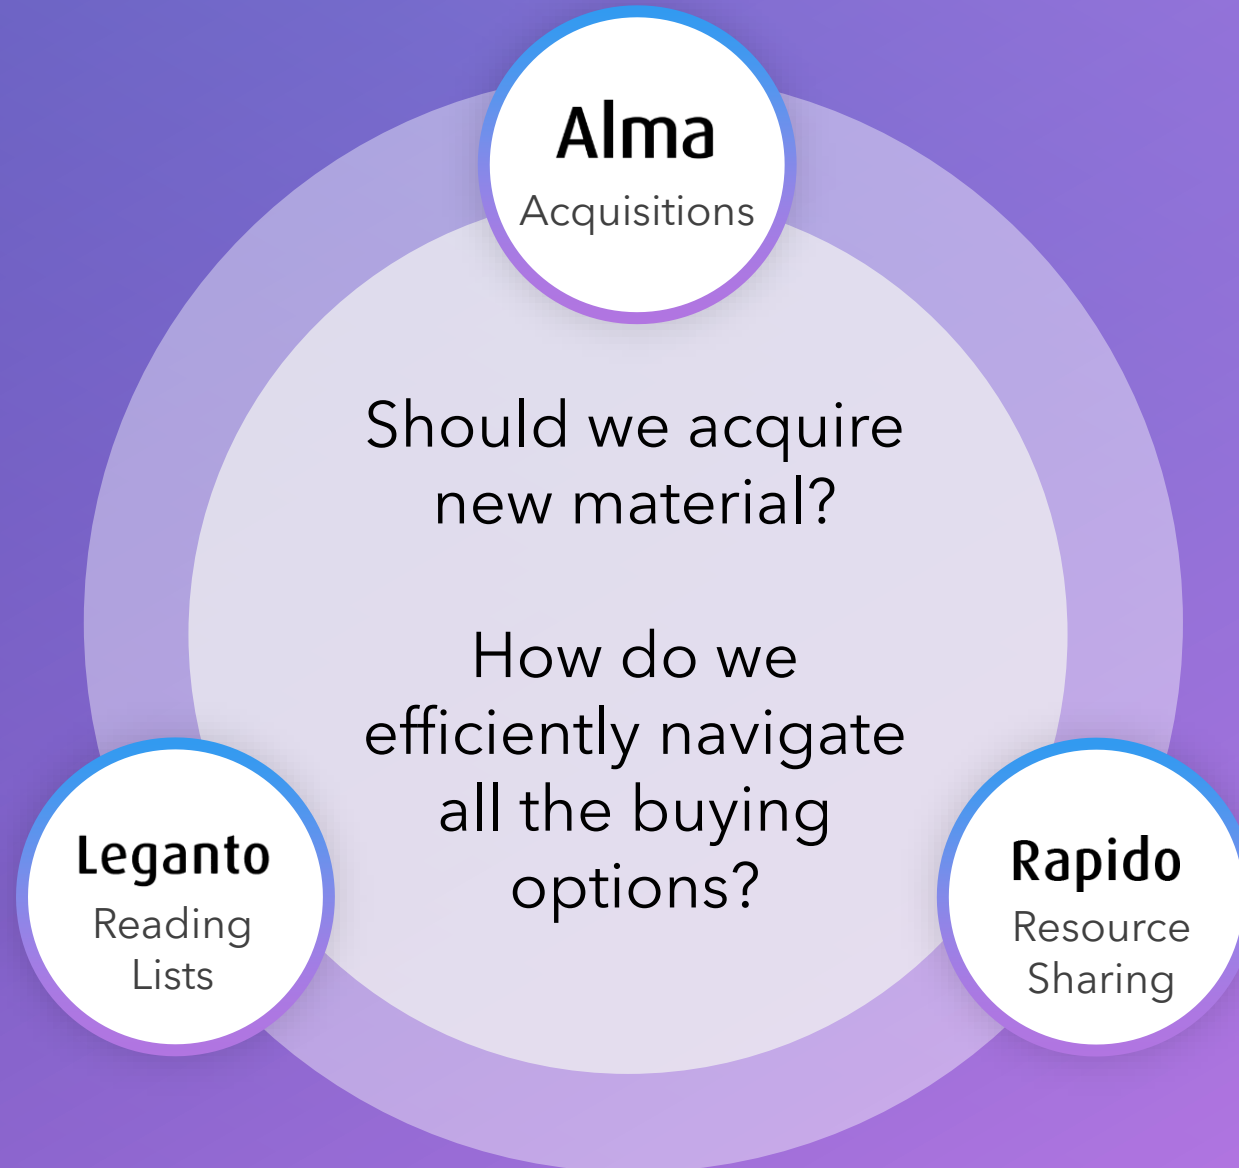 Alma
Acquisitions
Should we acquire
new material?
How do we
efficiently navigate
all the buying
options?
Leganto
Reading
Lists
Rapido
Resource
Sharing